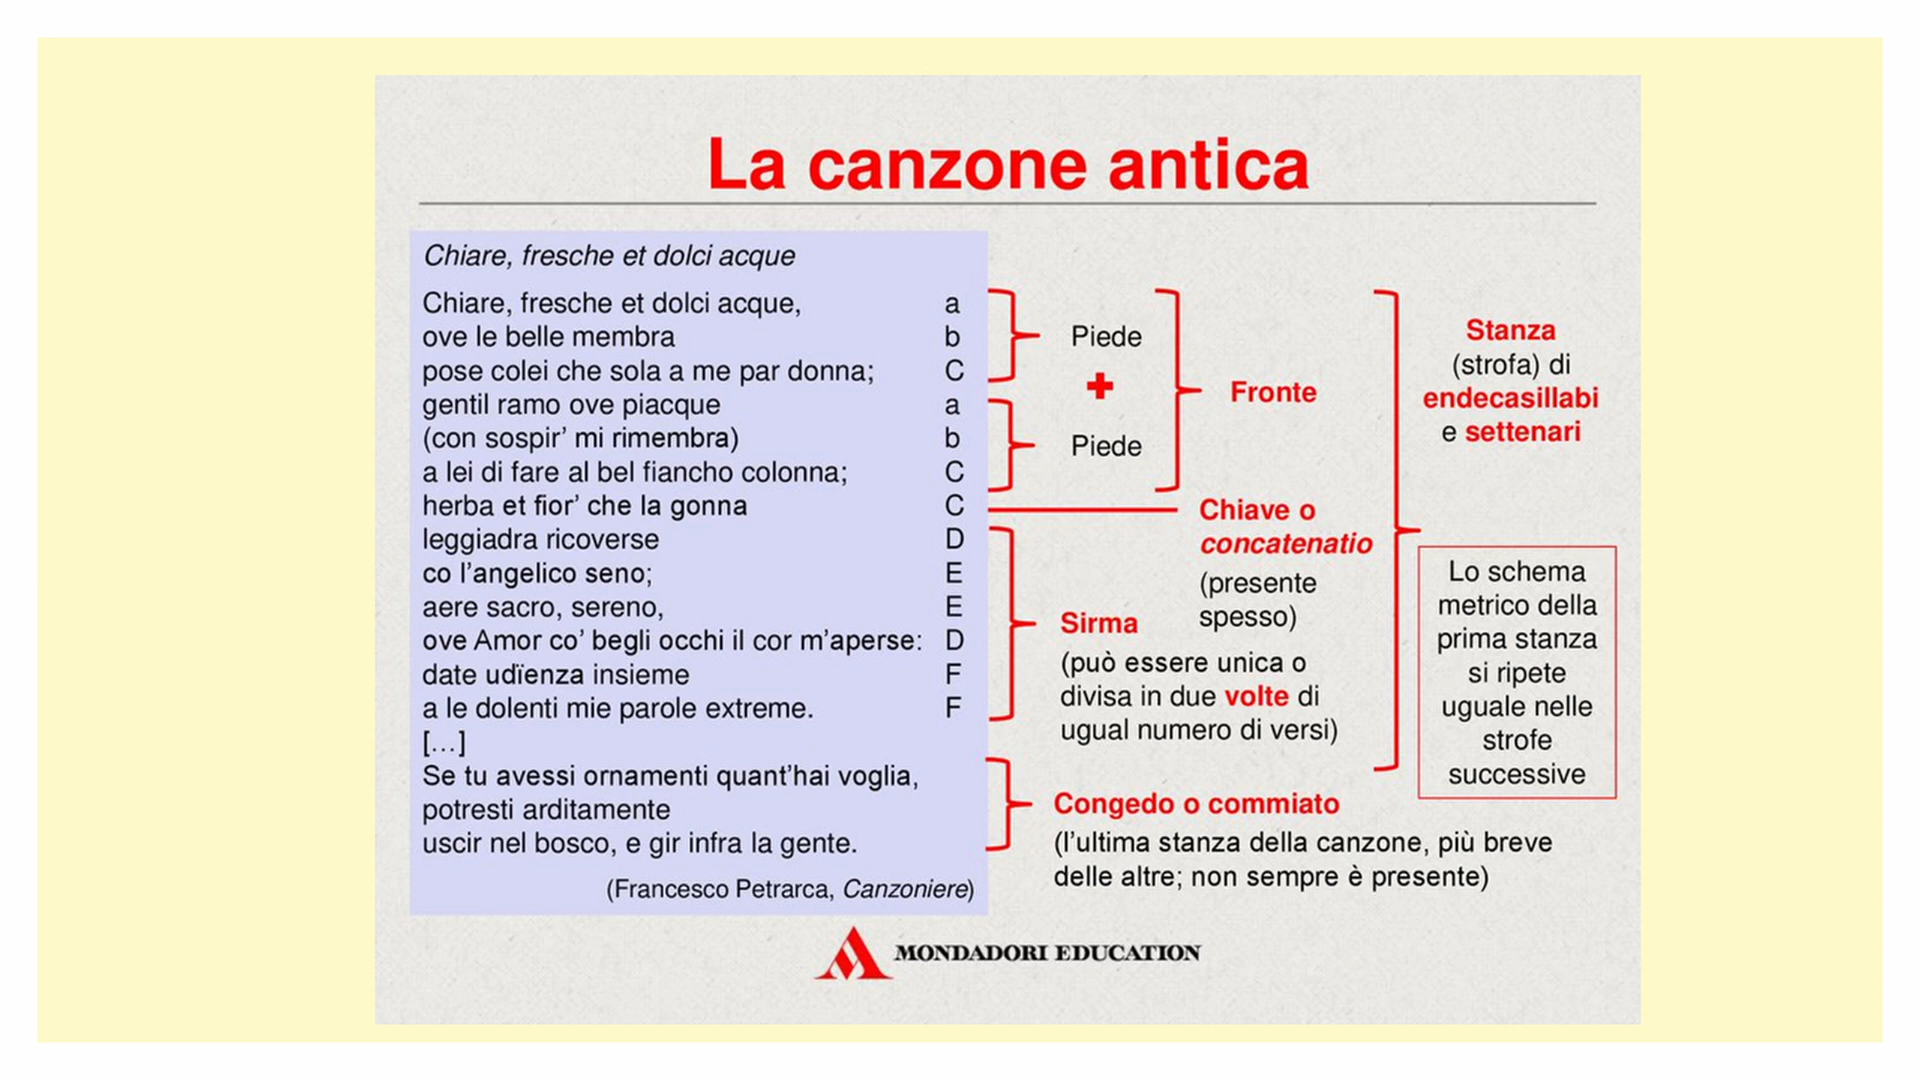 La canzone antica
Chiare, fresche et dolci acque
Chiare, fresche et dolci acque, a
ove le belle membra b
pose colei che sola a me par donna; C
gentil ramo ove piacque a
(con sospir’ mi rimembra) b
a lei di fare al bel fiancho colonna; C
herba et fior’ che la gonna C
leggiadra ricoverse D
co l’angelico seno; E
aere sacro, sereno, E
ove Amor co’ begli occhi il cor m’aperse: D
date udïenza insieme F
a le dolenti mie parole extreme. F
[…]
Se tu avessi ornamenti quant’hai voglia,
potresti arditamente
uscir nel bosco, e gir infra la gente.
(Francesco Petrarca, Canzoniere)
Piede
+
Piede
Fronte
Chiave o
concatenatio
(presente
spesso)
Sirma
(può essere unica o
divisa in due volte di
ugual numero di versi)
Congedo o commiato
(l’ultima stanza della canzone, più breve
delle altre; non sempre è presente)
Stanza
(strofa) di
endecasillabi
e settenari
Lo schema
metrico della
prima stanza
si ripete
uguale nelle
strofe
successive
MONDADORI EDUCATION